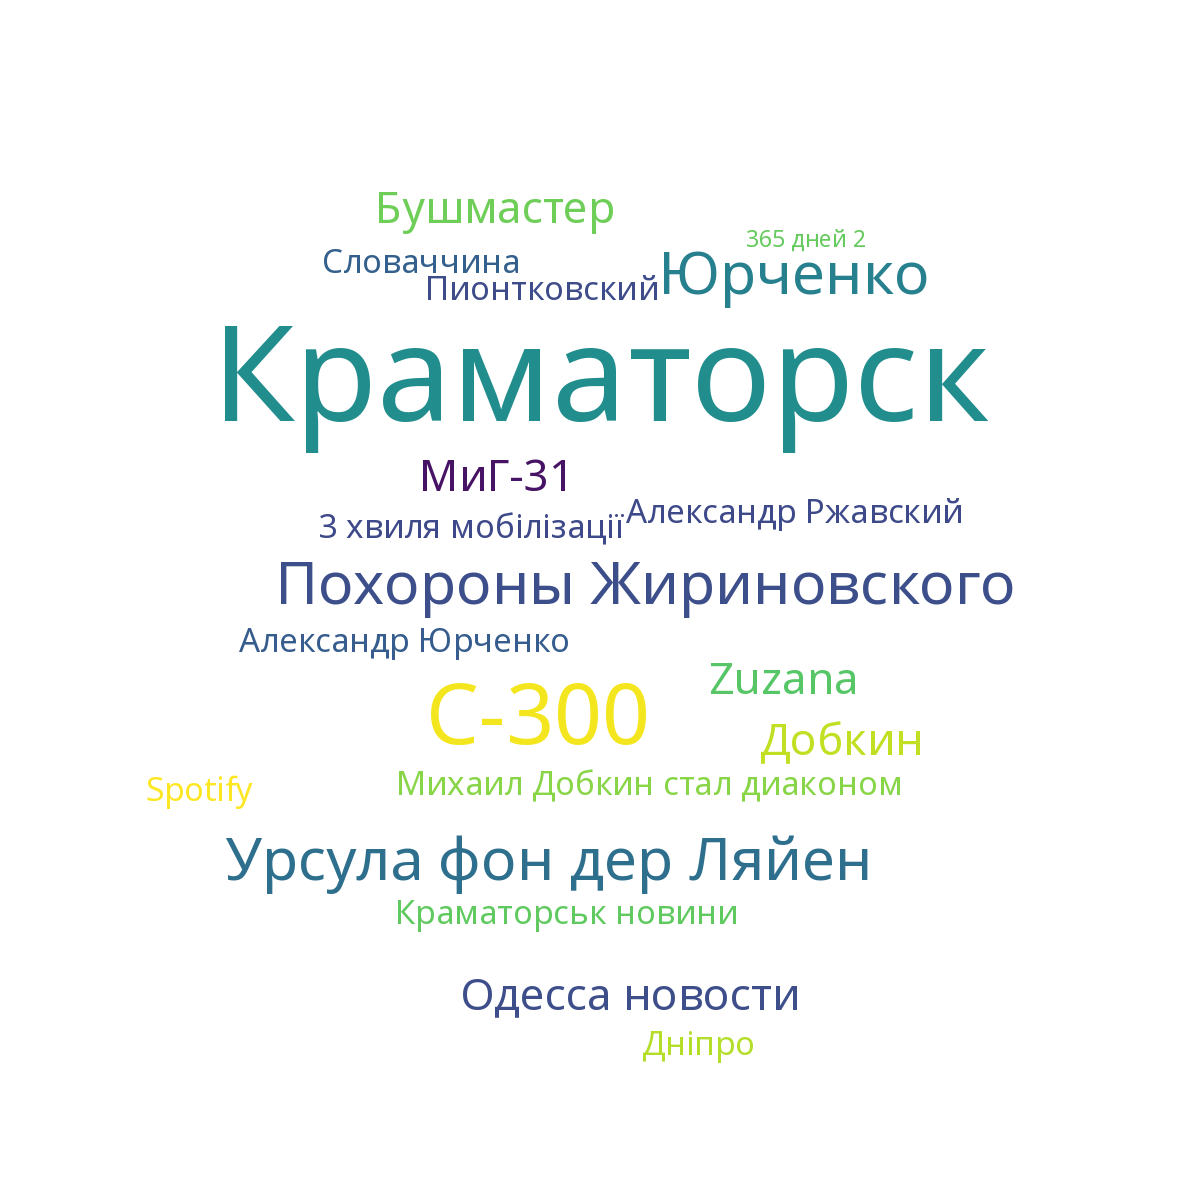 Бушмастер
365 дней 2
Словаччина
Юрченко
Пионтковский
Краматорск
МиГ-31
Александр Ржавский
3 хвиля мобілізації
Похороны Жириновского
Александр Юрченко
Zuzana
С-300
Добкин
Михаил Добкин стал диаконом
Spotify
Урсула фон дер Ляйен
Краматорськ новини
Одесса новости
Дніпро